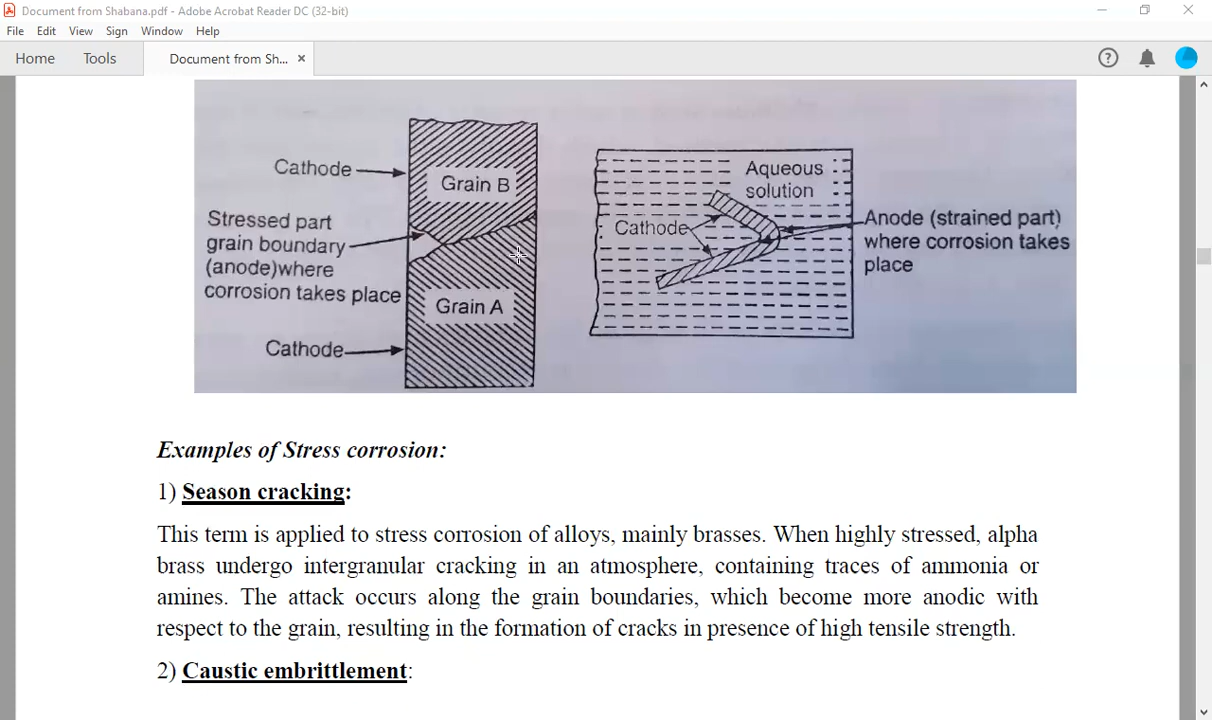 Document from Shabana.pdf - Adobe Acrobat Reader DC (32-bit)
File Edit View Sign Window Help
Home Tools Document from Sh... ×
Cathode
Grain B
Stressed part
grain boundary
(anode)where
corrosion takes place
Grain A
Cathode
Aqueous
solution
Cathode
Anode (strained part)
where corrosion takes
place
Examples of Stress corrosion:
1) Season cracking:
This term is applied to stress corrosion of alloys, mainly brasses. When highly stressed, alpha
brass undergo intergranular cracking in an atmosphere, containing traces of ammonia or
amines. The attack occurs along the grain boundaries, which become more anodic with
respect to the grain, resulting in the formation of cracks in presence of high tensile strength.
2) Caustic embrittlement: